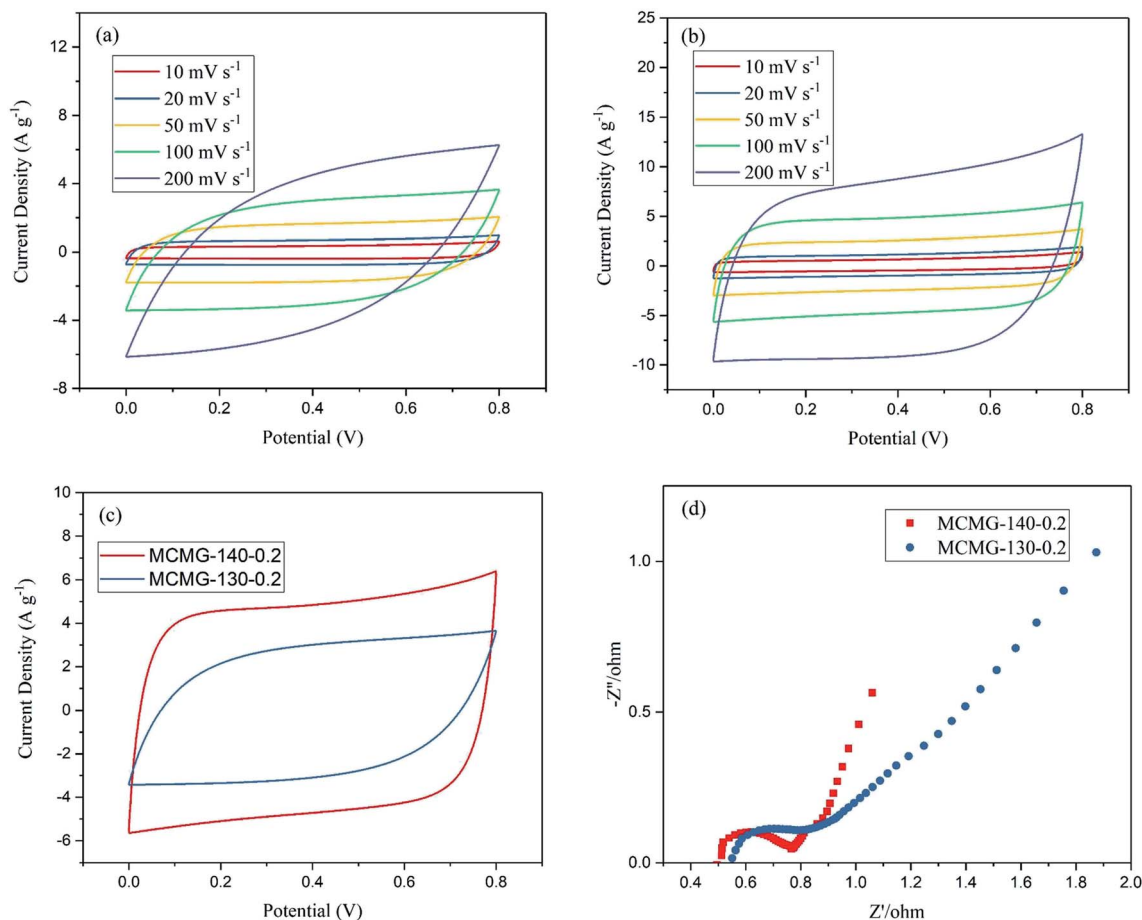 (a)
10 mV s⁻¹
20 mV s⁻¹
50 mV s⁻¹
100 mV s⁻¹
200 mV s⁻¹
12
8
4
0
-4
-8
0.0 0.2 0.4 0.6 0.8
Current Density (A g⁻¹)
Potential (V)
(b)
10 mV s⁻¹
20 mV s⁻¹
50 mV s⁻¹
100 mV s⁻¹
200 mV s⁻¹
25
20
15
10
5
0
-5
-10
0.0 0.2 0.4 0.6 0.8
Current Density (A g⁻¹)
Potential (V)
(c)
MCMG-140-0.2
MCMG-130-0.2
10
8
6
4
2
0
-2
-4
-6
0.0 0.2 0.4 0.6 0.8
Current Density (A g⁻¹)
Potential (V)
(d)
MCMG-140-0.2
MCMG-130-0.2
1.0
0.5
0.0
0.4 0.6 0.8 1.0 1.2 1.4 1.6 1.8 2.0
-Z''/ohm
Z'/ohm